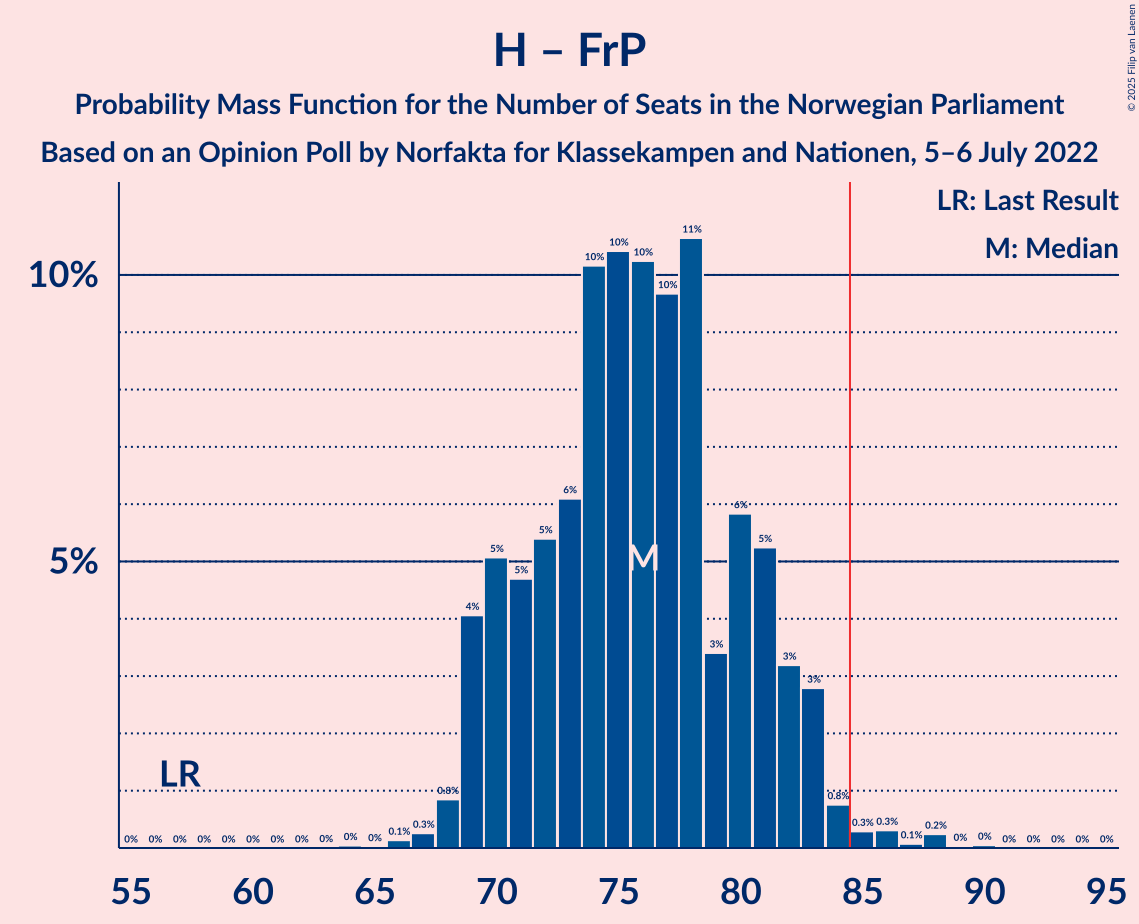 © 2025 Filip van Laenen
H – FrP
Probability Mass Function for the Number of Seats in the Norwegian Parliament
Based on an Opinion Poll by Norfakta for Klassekampen and Nationen, 5–6 July 2022
LR: Last Result
M: Median
10%
5%
0% 0% 0% 0% 0% 0% 0% 0% 0% 0% 0% 0.1% 0.3% 0.8% 4% 5% 5% 5% 6% 10% 10% 10% 10% 11% 3% 6% 5% 3% 3% 0.8% 0.3% 0.3% 0.1% 0.2% 0% 0% 0% 0% 0% 0% 0%
M
LR
55 60 65 70 75 80 85 90 95